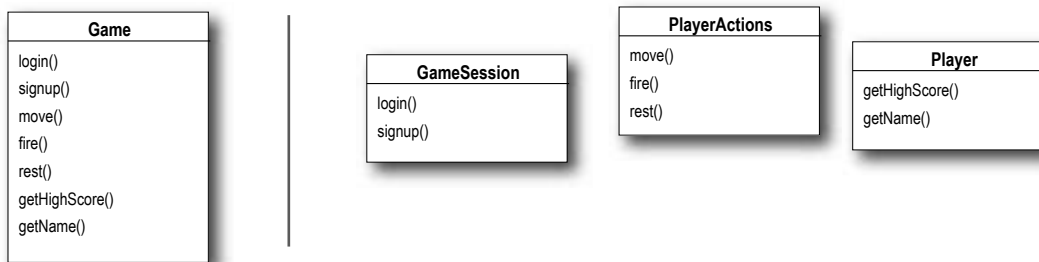 Game
login()
signup()
move()
fire()
rest()
getHighScore()
getName()
GameSession
login()
signup()
PlayerActions
move()
fire()
rest()
Player
getHighScore()
getName()